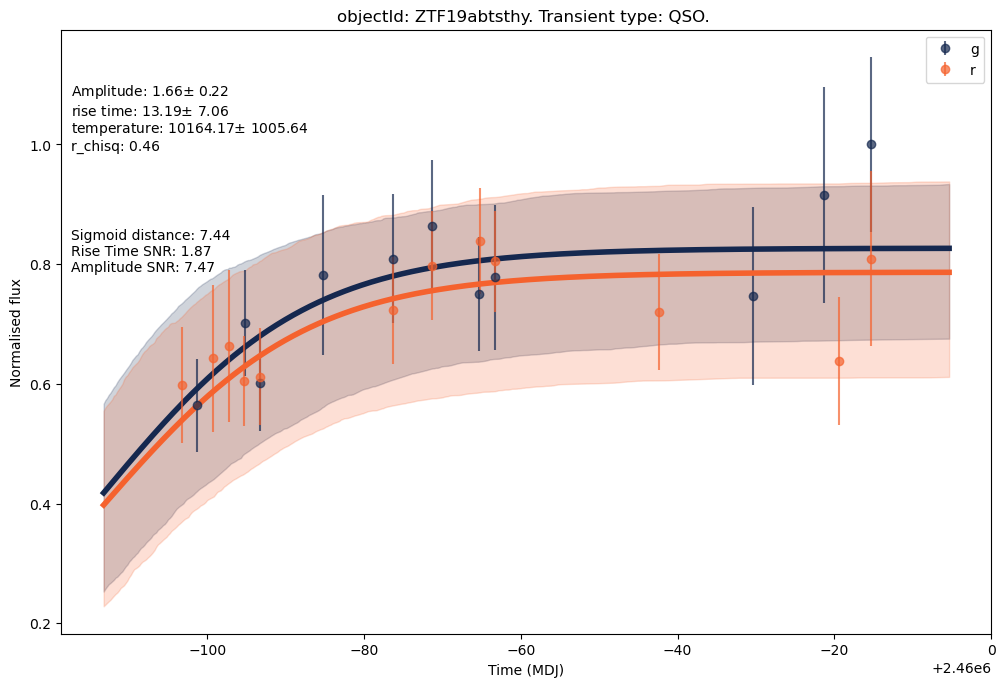 objectId: ZTF19abtsthy. Transient type: QSO.
g
r
Amplitude: 1.66± 0.22
rise time: 13.19± 7.06
temperature: 10164.17± 1005.64
r_chisq: 0.46
Sigmoid distance: 7.44
Rise Time SNR: 1.87
Amplitude SNR: 7.47
Normalised flux
1.0
0.8
0.6
0.4
0.2
−100
−80
−60
−40
−20
0
Time (MDJ)
+2.46e6